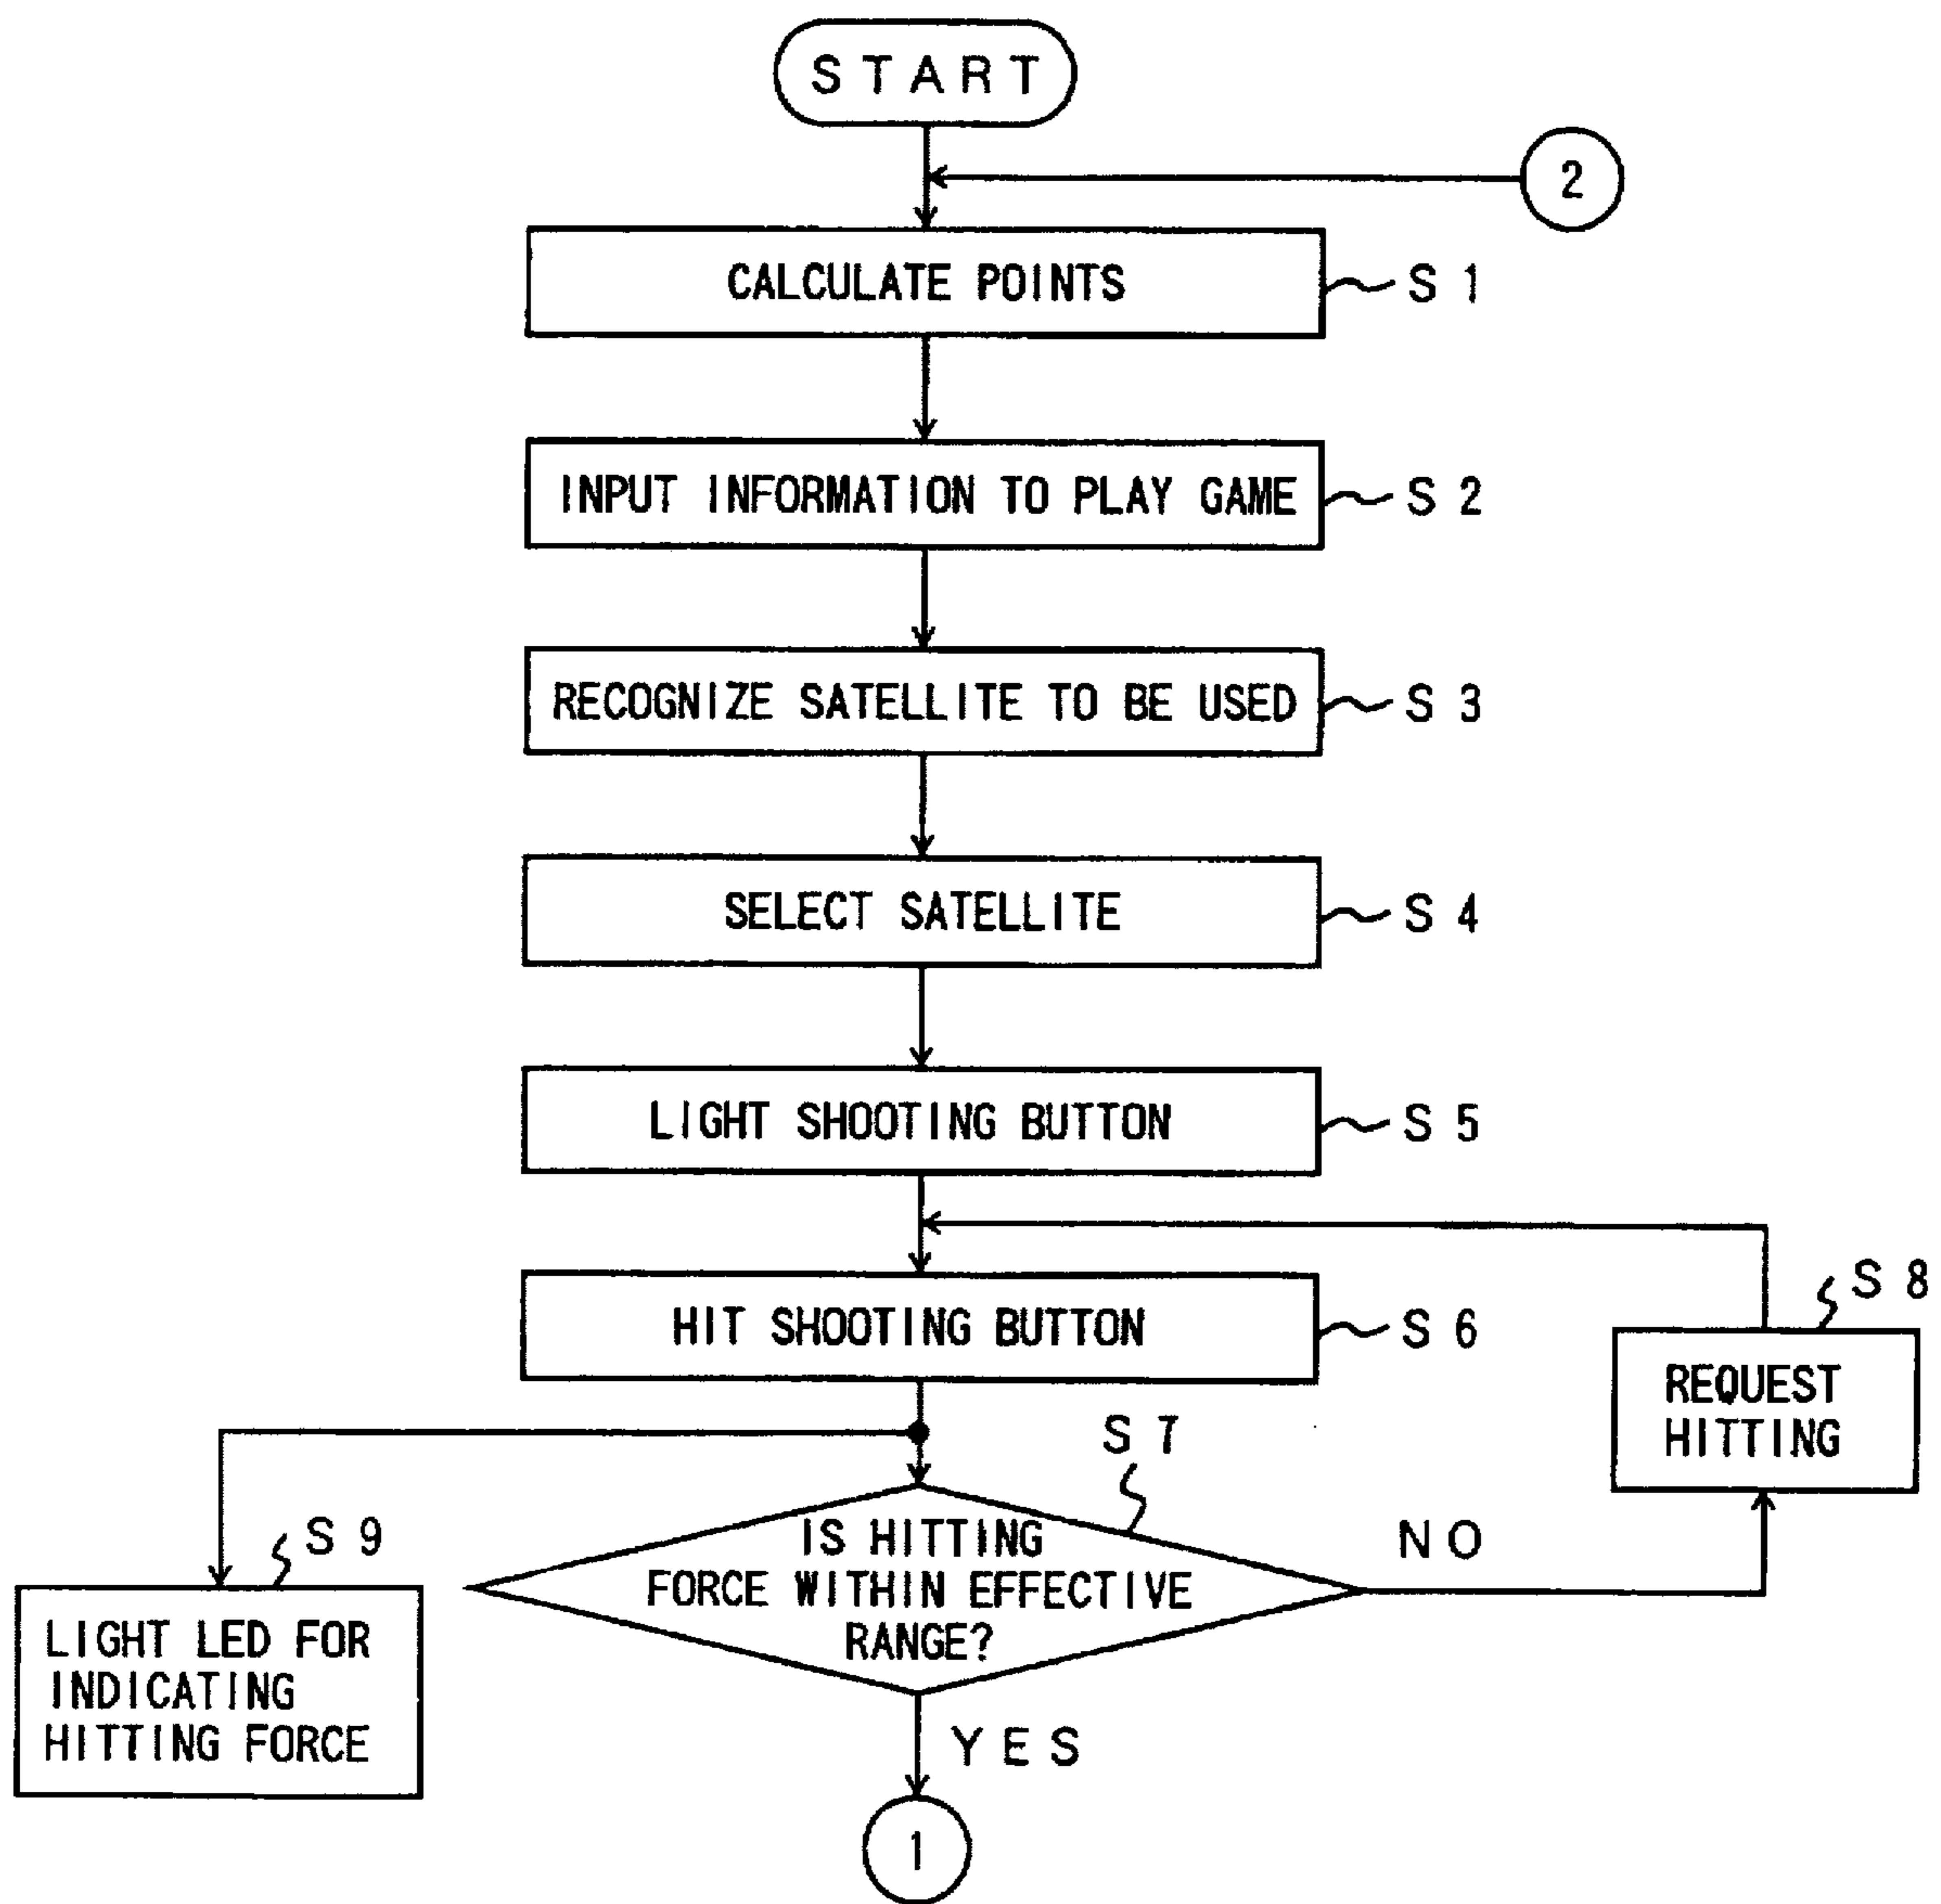 START
2
CALCULATE POINTS
S 1
INPUT INFORMATION TO PLAY GAME
S 2
RECOGNIZE SATELLITE TO BE USED
S 3
SELECT SATELLITE
S 4
LIGHT SHOOTING BUTTON
S 5
HIT SHOOTING BUTTON
S 6
S 8
REQUEST
HITTING
S 7
IS HITTING
FORCE WITHIN EFFECTIVE
RANGE?
NO
S 9
LIGHT LED FOR
INDICATING
HITTING FORCE
YES
1